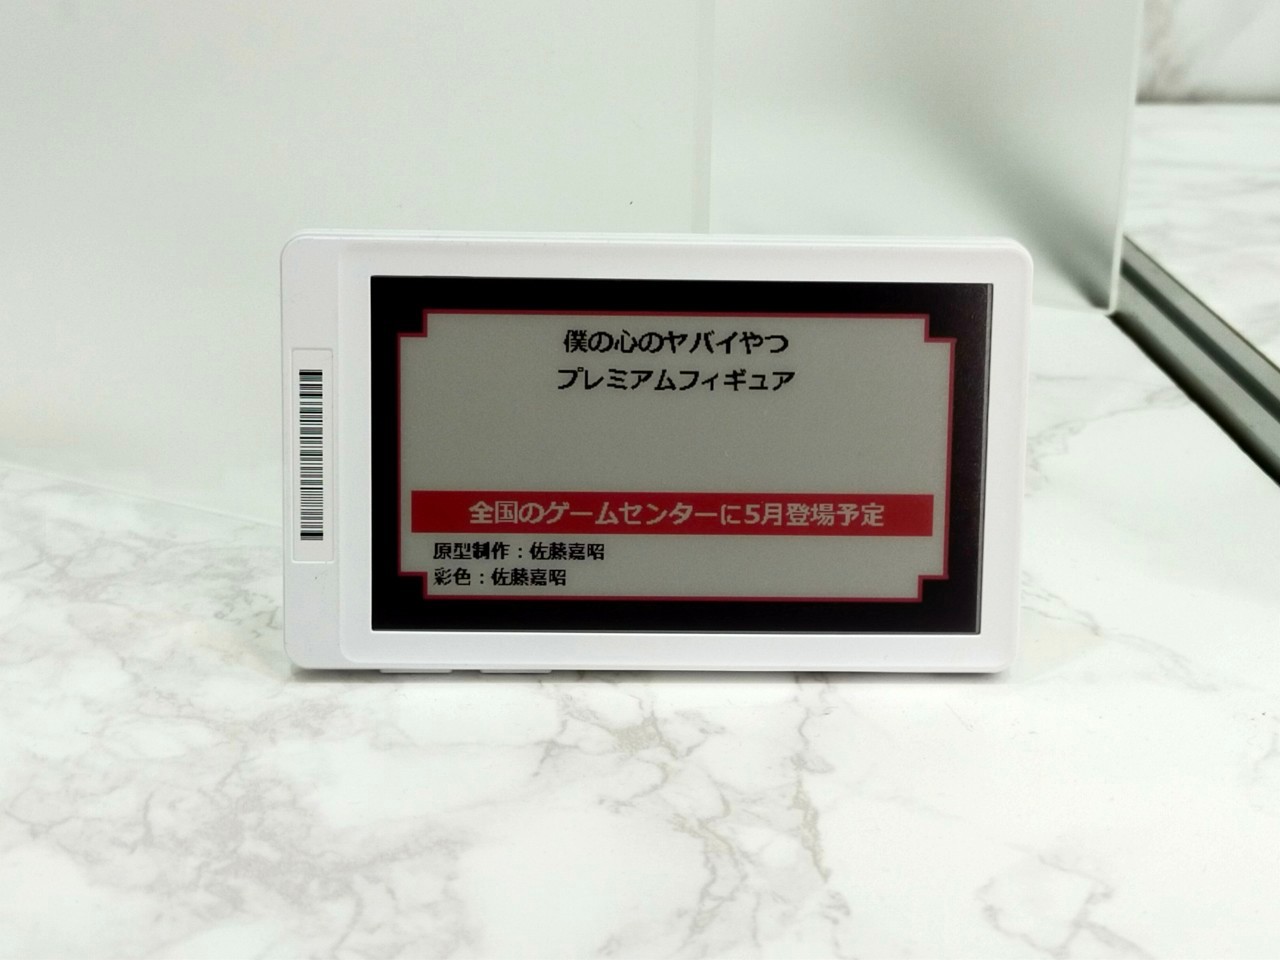 僕の心のヤバイやつ
プレミアムフィギュア
全国のゲームセンターに5月登場予定
原型制作：佐藤嘉昭
彩色：佐藤嘉昭